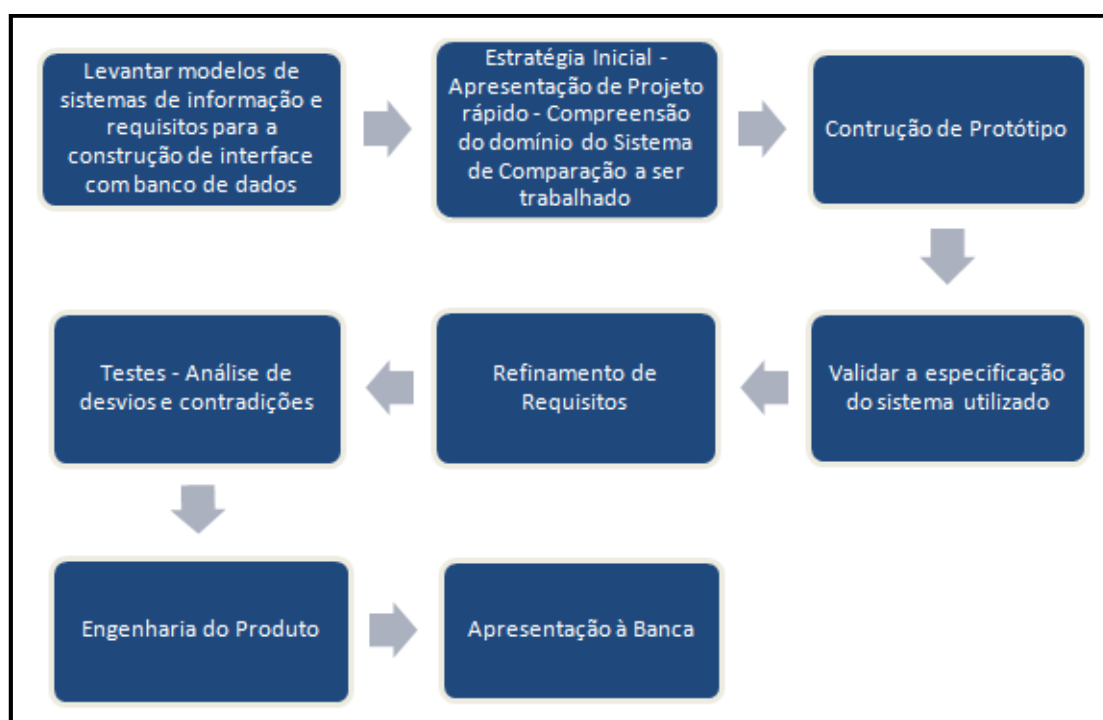 Levantar modelos de
sistemas de informação e
requisitos para a
construção de interface
com banco de dados
Estratégia Inicial -
Apresentação de Projeto
rápido - Compreensão
do domínio do Sistema
de Comparação a ser
trabalhado
Contrução de Protótipo
Validar a especificação
do sistema utilizado
Refinamento de
Requisitos
Testes - Análise de
desvios e contradições
Engenharia do Produto
Apresentação à Banca